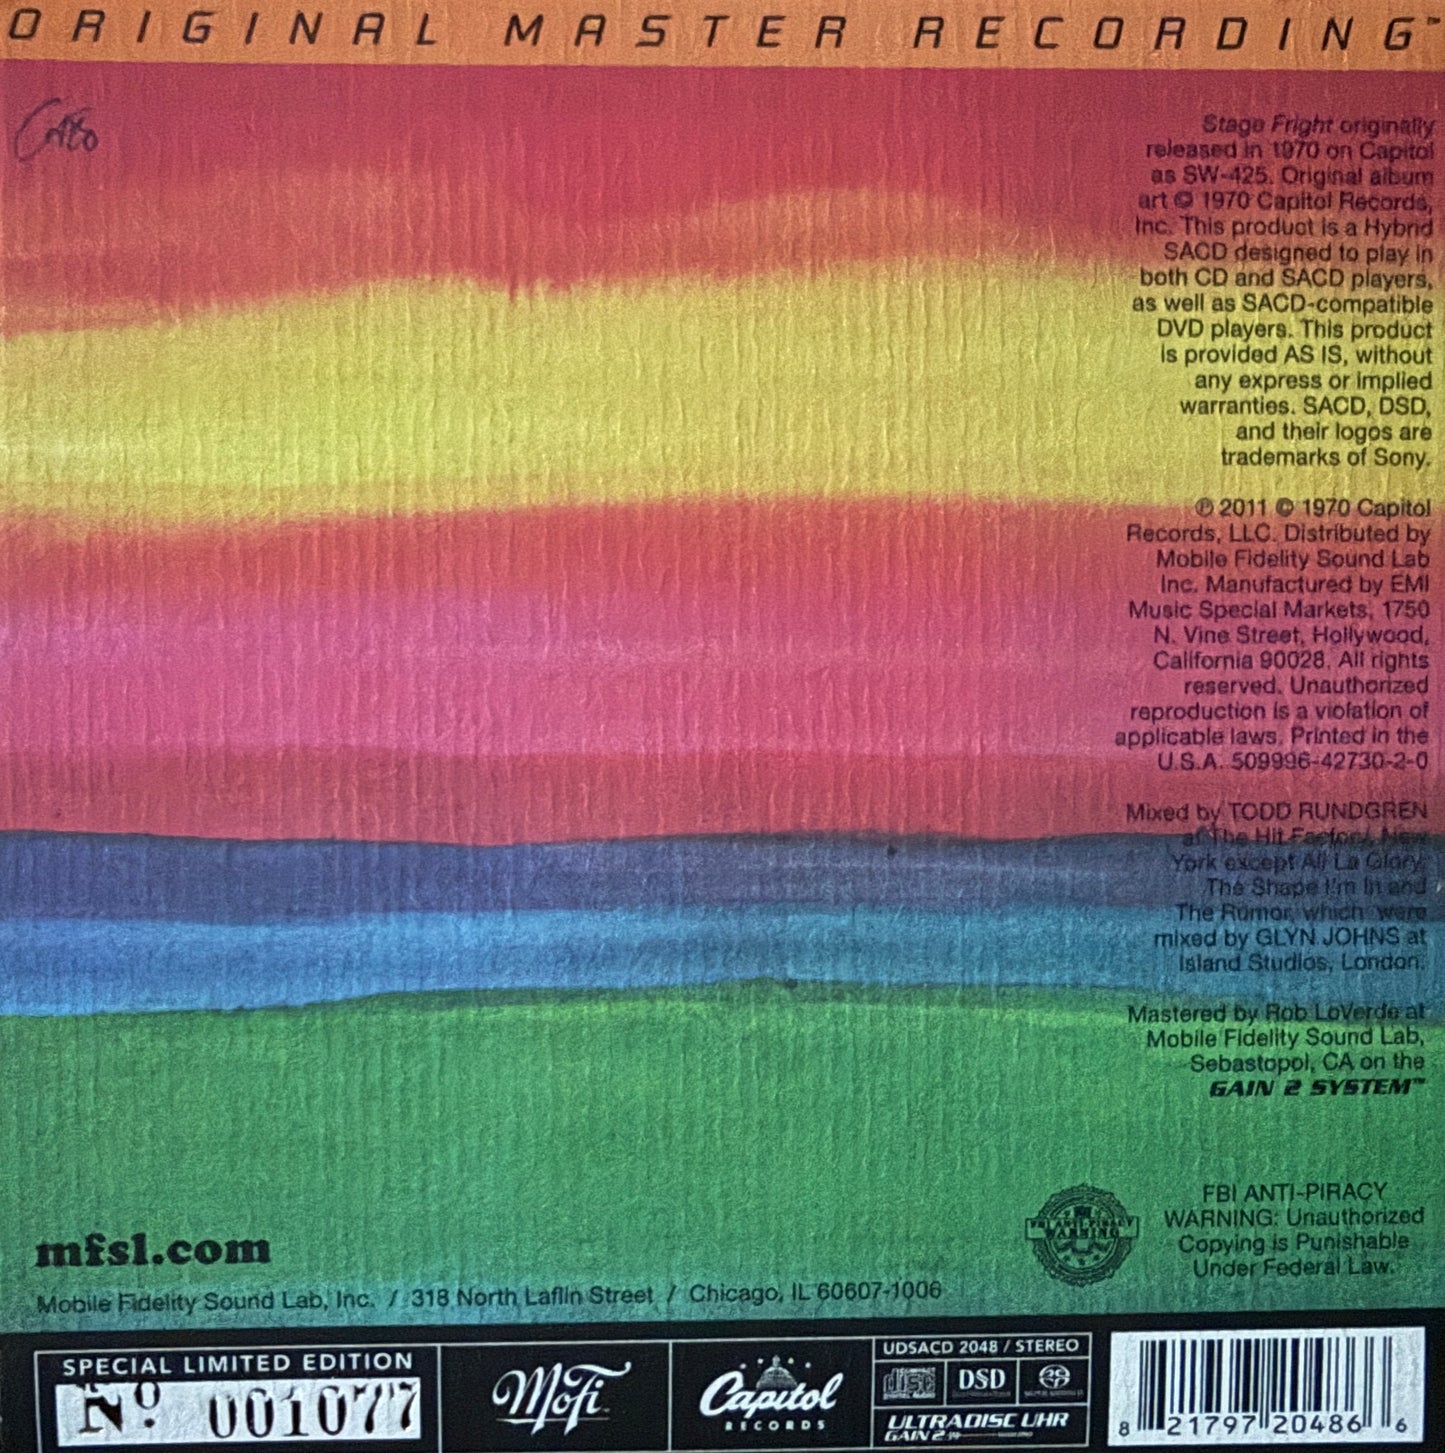 ORIGINAL MASTER RECORDING™
Stage Fright originally
released in 1970 on Capitol
as SW-425. Original album
art © 1970 Capitol Records,
Inc. This product is a Hybrid
SACD designed to play in
both CD and SACD players,
as well as SACD-compatible
DVD players. This product
is provided AS IS, without
any express or implied
warranties. SACD, DSD,
and their logos are
trademarks of Sony.
℗ 2011 © 1970 Capitol
Records, LLC. Distributed by
Mobile Fidelity Sound Lab
Inc. Manufactured by EMI
Music Special Markets, 1750
N. Vine Street, Hollywood,
California 90028. All rights
reserved. Unauthorized
reproduction is a violation of
applicable laws. Printed in the
U.S.A. 509996-42730-2-0
Mixed by TODD RUNDGREN
at The Hit Factory, New
York except All La Glory,
The Shape I'm In and
The Rumor, which were
mixed by GLYN JOHNS at
Island Studios, London.
Mastered by Rob LoVerde at
Mobile Fidelity Sound Lab,
Sebastopol, CA on the
GAIN 2 SYSTEM™
FBI ANTI-PIRACY
WARNING: Unauthorized
Copying is Punishable
Under Federal Law.
FBI ANTI-PIRACY
WARNING
mfsl.com
Mobile Fidelity Sound Lab, Inc. / 318 North Laflin Street / Chicago, IL 60607-1006
SPECIAL LIMITED EDITION
Nº 001077
MoFi
Capitol
RECORDS
UDSACD 2048 / STEREO
COMPACT
disc
DIGITAL AUDIO
DSD
ULTRADISC UHR
GAIN 2
8 21797 20486 6